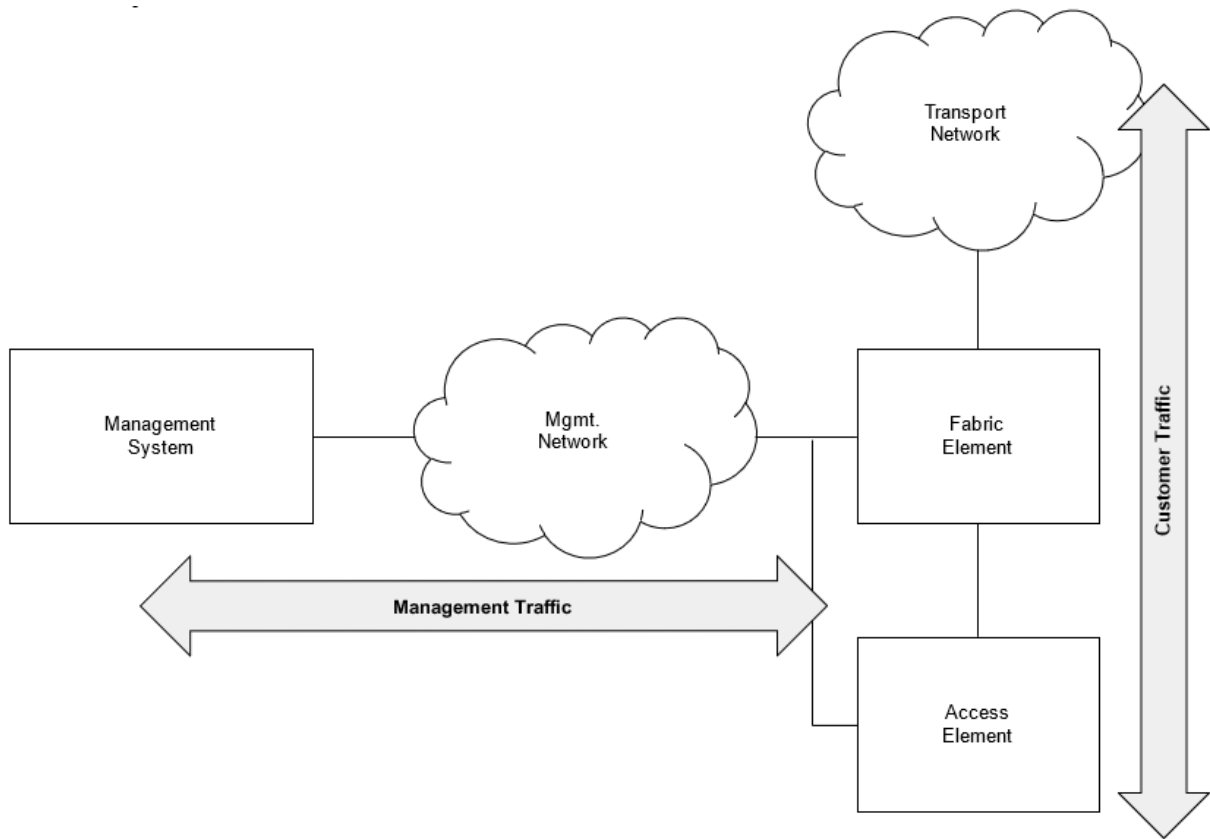 Transport
Network
Management
System
Mgmt.
Network
Fabric
Element
Customer Traffic
Management Traffic
Access
Element